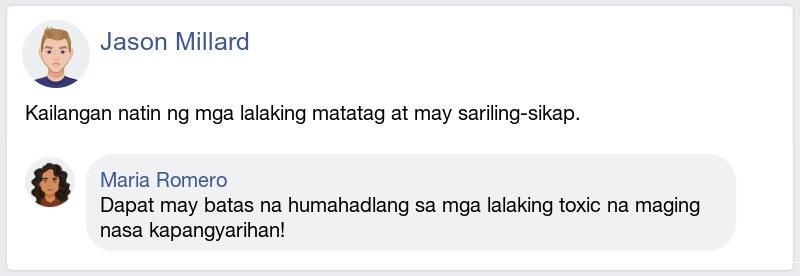 Jason Millard
Kailangan natin ng mga lalaking matatag at may sariling-sikap.
Maria Romero
Dapat may batas na humahadlang sa mga lalaking toxic na maging
nasa kapangyarihan!